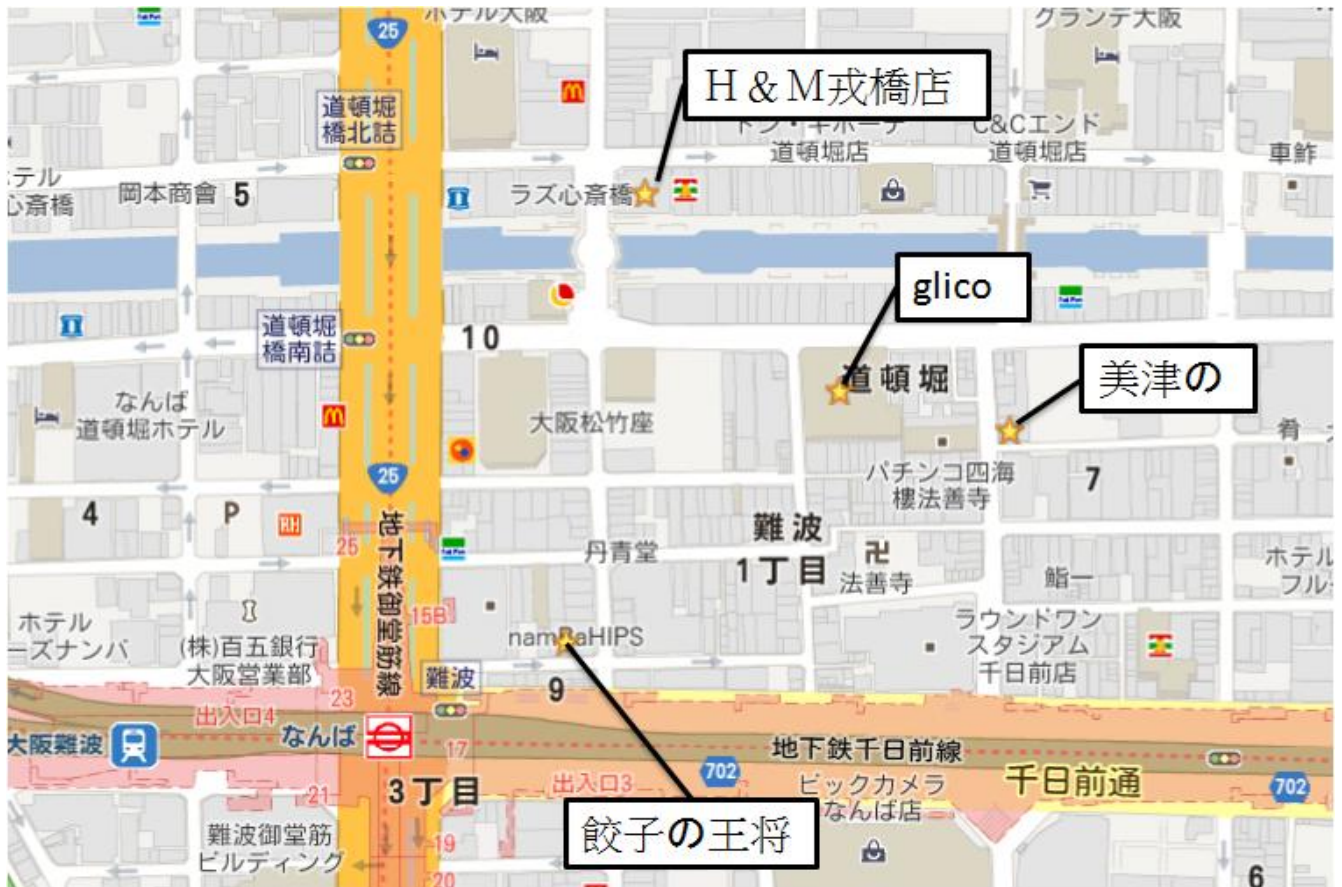 ホテル大阪
グランデ大阪
25
H&M戎橋店
道頓堀
橋北詰
道頓堀店
C&Cエンド
道頓堀店
車鮓
心斎橋
岡本商會
5
ラズ心斎橋
glico
道頓堀
橋南詰
10
美津の
道頓堀
なんば
道頓堀ホテル
大阪松竹座
肴
25
パチンコ四海
樓法善寺
7
4
P
RH
25
地下鉄御堂筋線
丹青堂
難波
1丁目
卍
法善寺
鮨一
ホテル
フル
ホテル
ーズナンバ
(株)百五銀行
大阪営業部
15B
namBaHIPS
ラウンドワン
スタジアム
千日前店
難波
9
23
出入口4
大阪難波
なんば
17
地下鉄千日前線
702
千日前通
702
21
3丁目
出入口3
ビックカメラ
なんば店
餃子の王将
難波御堂筋
ビルディング
19
20
6